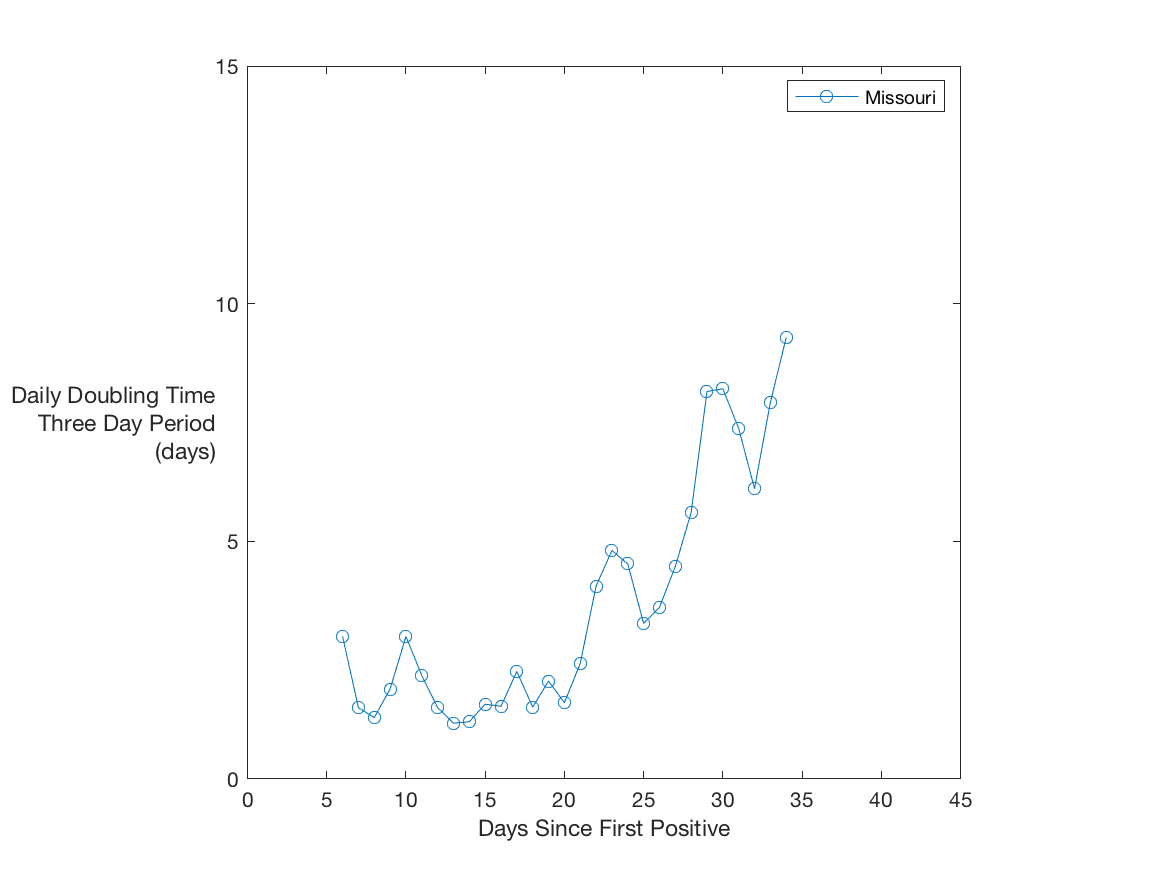 15
Missouri
10
Daily Doubling Time
Three Day Period
(days)
5
0
0 5 10 15 20 25 30 35 40 45
Days Since First Positive